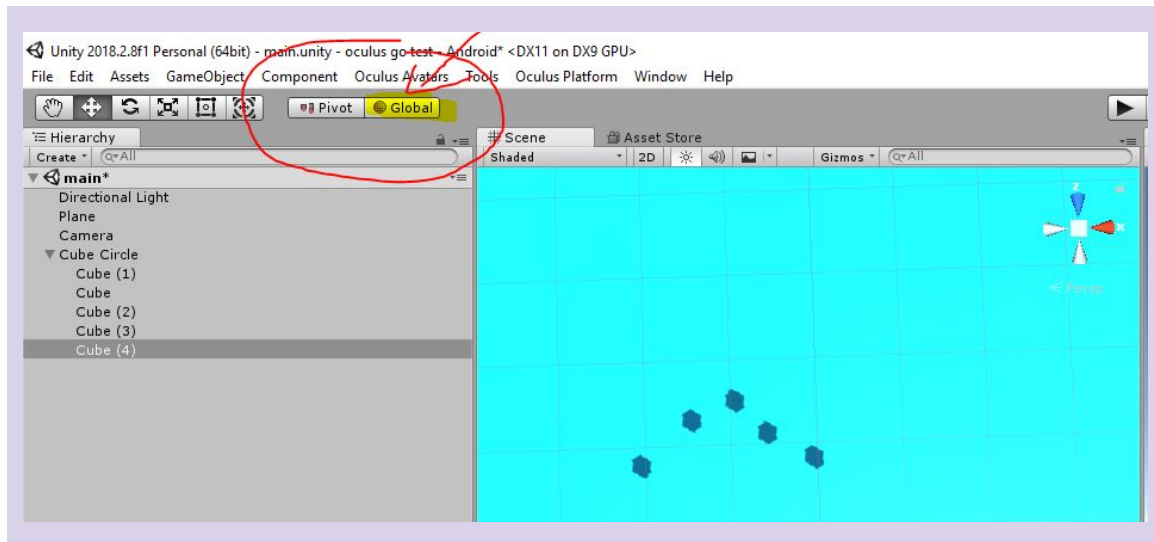 Unity 2018.2.8f1 Personal (64bit) - main.unity - oculus go test - Android* <DX11 on DX9 GPU>
File Edit Assets GameObject Component Oculus Avatars Tools Oculus Platform Window Help
Pivot Global
Hierarchy
Create All
main*
Directional Light
Plane
Camera
Cube Circle
Cube (1)
Cube
Cube (2)
Cube (3)
Cube (4)
Scene Asset Store
Shaded 2D Gizmos All
z
x
< Persp